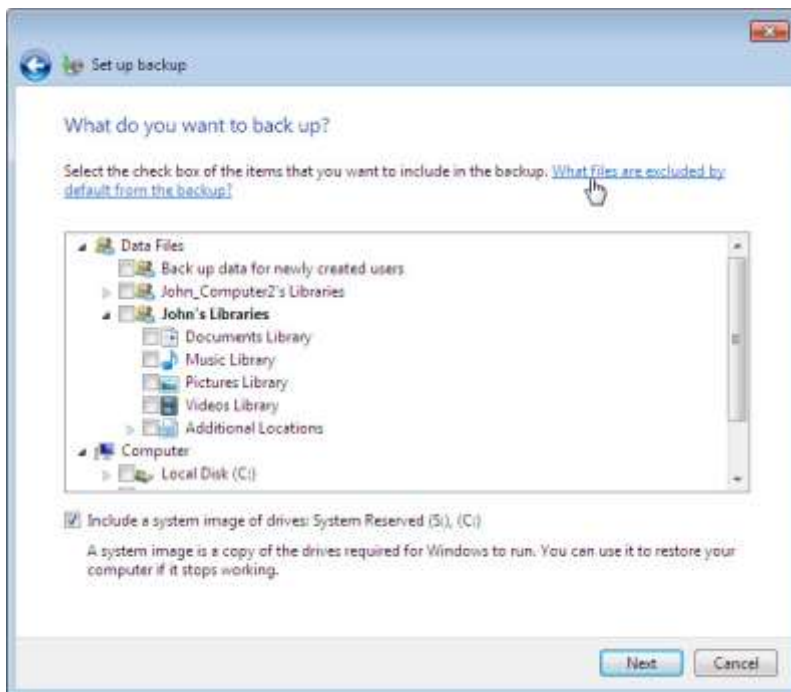 Set up backup
What do you want to back up?
Select the check box of the items that you want to include in the backup. What files are excluded by
default from the backup?
Data Files
Back up data for newly created users
John_Computer2's Libraries
John's Libraries
Documents Library
Music Library
Pictures Library
Videos Library
Additional Locations
Computer
Local Disk (C:)
Include a system image of drives: System Reserved (S:), (C:)
A system image is a copy of the drives required for Windows to run. You can use it to restore your
computer if it stops working.
Next Cancel